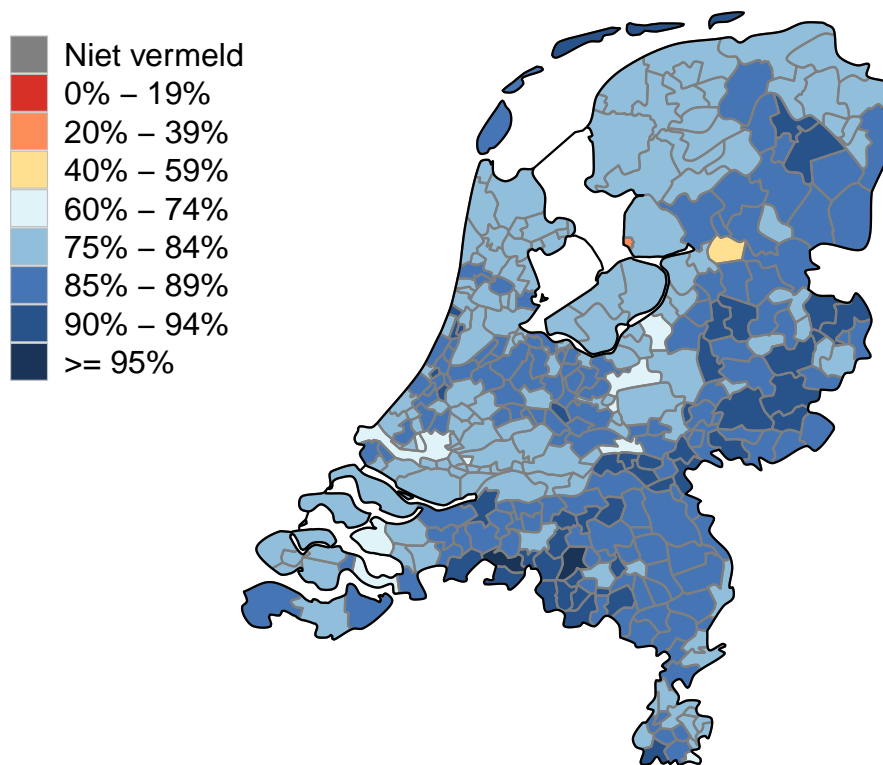 Niet vermeld
0% – 19%
20% – 39%
40% – 59%
60% – 74%
75% – 84%
85% – 89%
90% – 94%
>= 95%